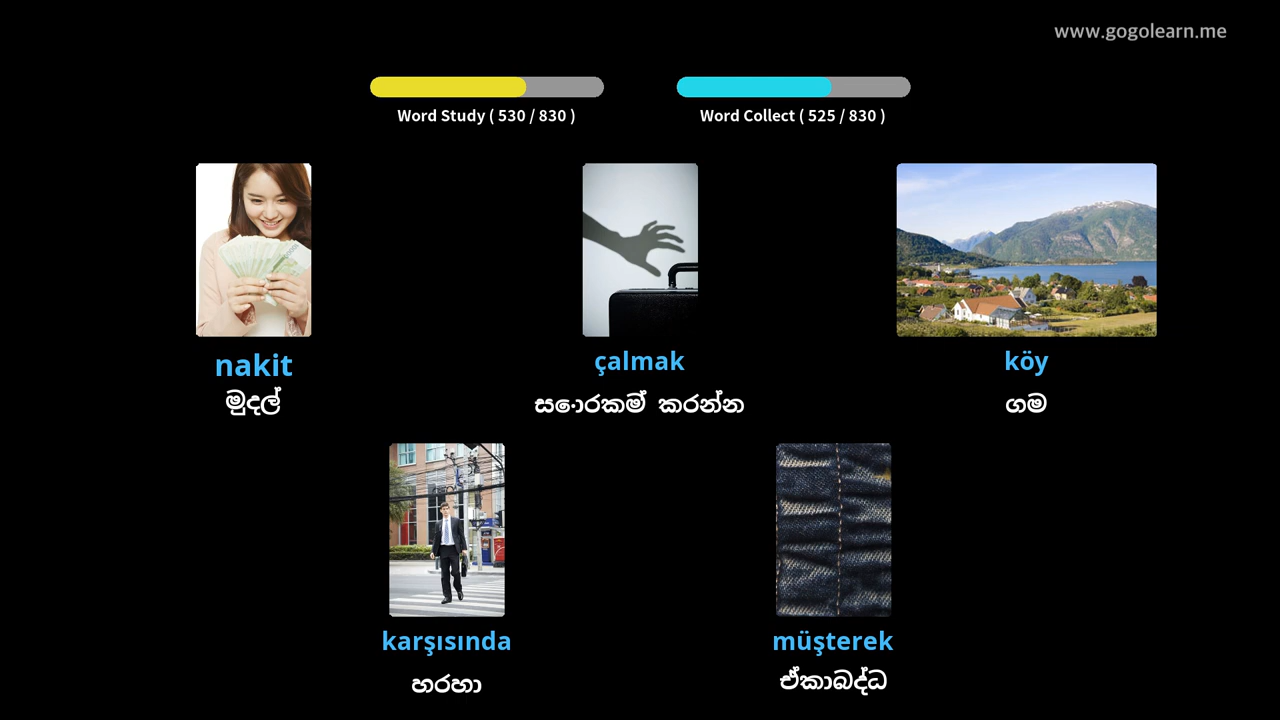 www.gogolearn.me
Word Study ( 530 / 830 )
Word Collect ( 525 / 830 )
nakit
මුදල්
çalmak
සොරකම් කරන්න
köy
ගම
karşısında
හරහා
müşterek
ඒකාබද්ධ